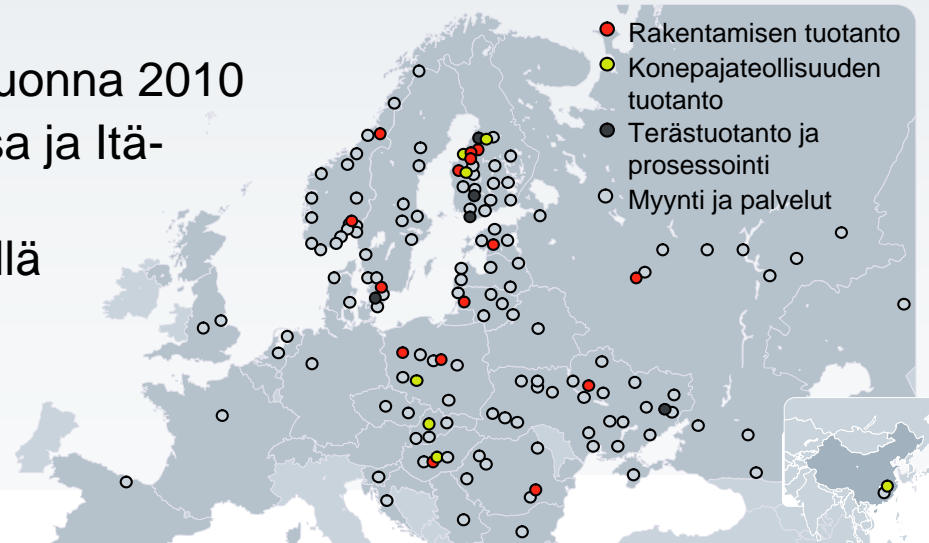 uonna 2010
sa ja Itä-
llä
Rakentamisen tuotanto
Konepajateollisuuden
tuotanto
Terästuotanto ja
prosessointi
Myynti ja palvelut